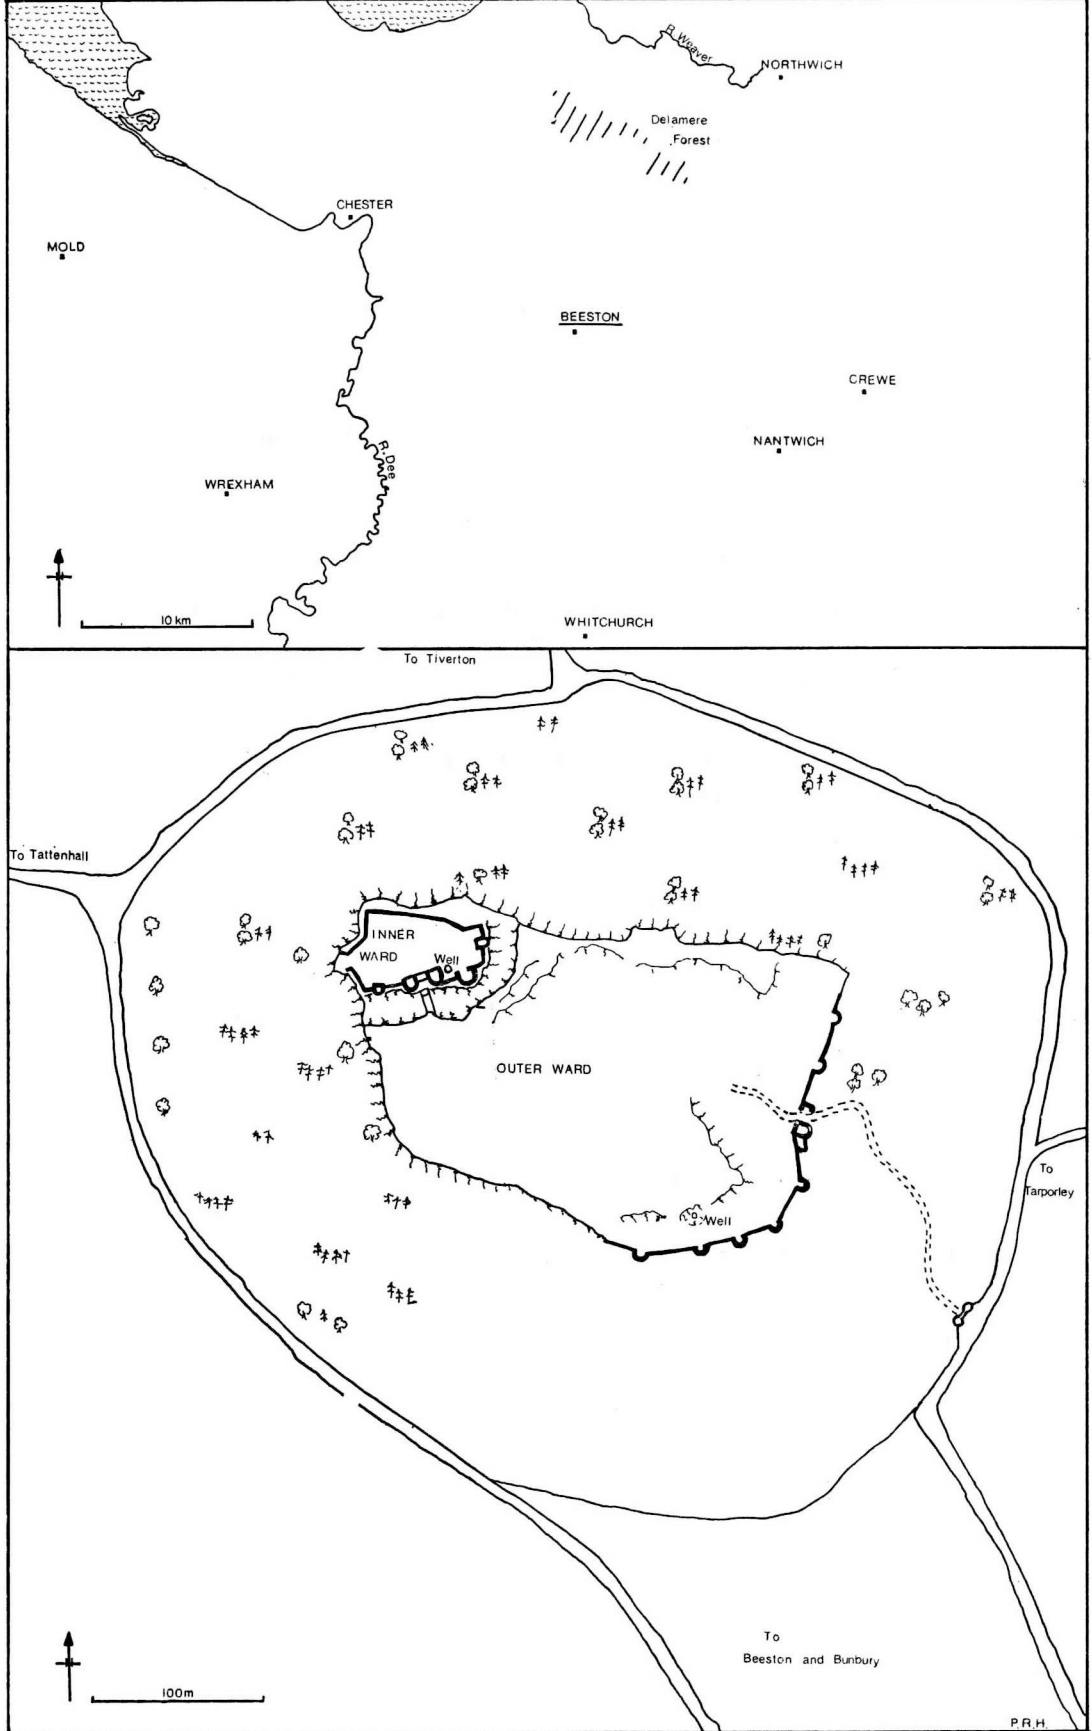 R. Weaver
NORTHWICH
Delamere
Forest
CHESTER
MOLD
BEESTON
CREWE
R. Dee
NANTWICH
WREXHAM
10 km
WHITCHURCH
To Tiverton
To Tattenhall
INNER
WARD
Well
OUTER WARD
To
Tarporley
Well
To
Beeston and Bunbury
100m
P.R.H.